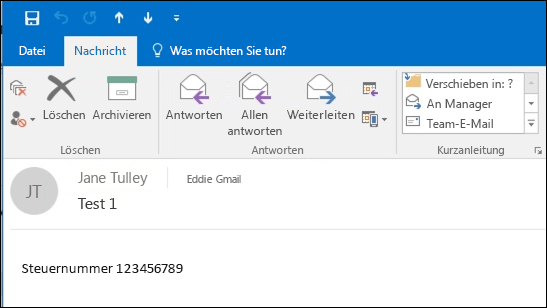 Datei Nachricht Was möchten Sie tun?
Löschen Archivieren Antworten Allen antworten Weiterleiten
Verschieben in: ?
An Manager
Team-E-Mail
Löschen Antworten Kurzanleitung
JT Jane Tulley Eddie Gmail
Test 1
Steuernummer 123456789